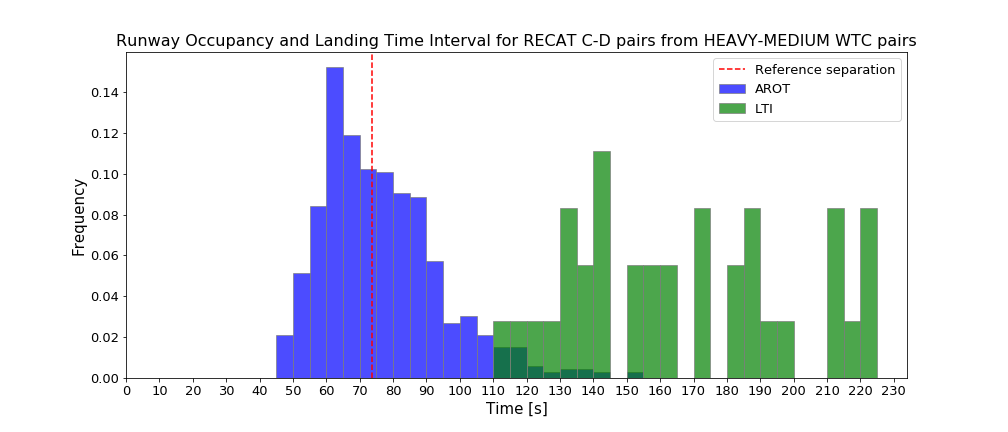 Runway Occupancy and Landing Time Interval for RECAT C-D pairs from HEAVY-MEDIUM WTC pairs
Reference separation
AROT
LTI
Frequency
0.14
0.12
0.10
0.08
0.06
0.04
0.02
0.00
0 10 20 30 40 50 60 70 80 90 100 110 120 130 140 150 160 170 180 190 200 210 220 230
Time [s]